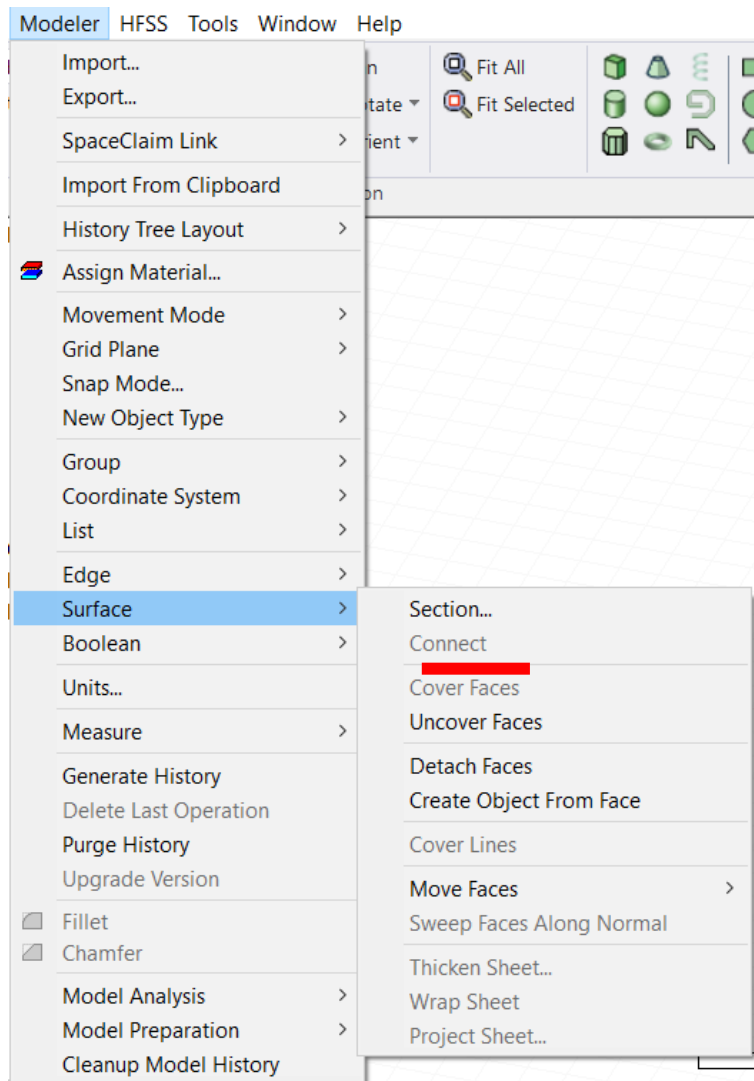 Modeler HFSS Tools Window Help
Import...
Export...
SpaceClaim Link
Import From Clipboard
History Tree Layout
Assign Material...
Movement Mode
Grid Plane
Snap Mode...
New Object Type
Group
Coordinate System
List
Edge
Surface
Boolean
Units...
Measure
Generate History
Delete Last Operation
Purge History
Upgrade Version
Fillet
Chamfer
Model Analysis
Model Preparation
Cleanup Model History
Fit All
Fit Selected
Section...
Connect
Cover Faces
Uncover Faces
Detach Faces
Create Object From Face
Cover Lines
Move Faces
Sweep Faces Along Normal
Thicken Sheet...
Wrap Sheet
Project Sheet...